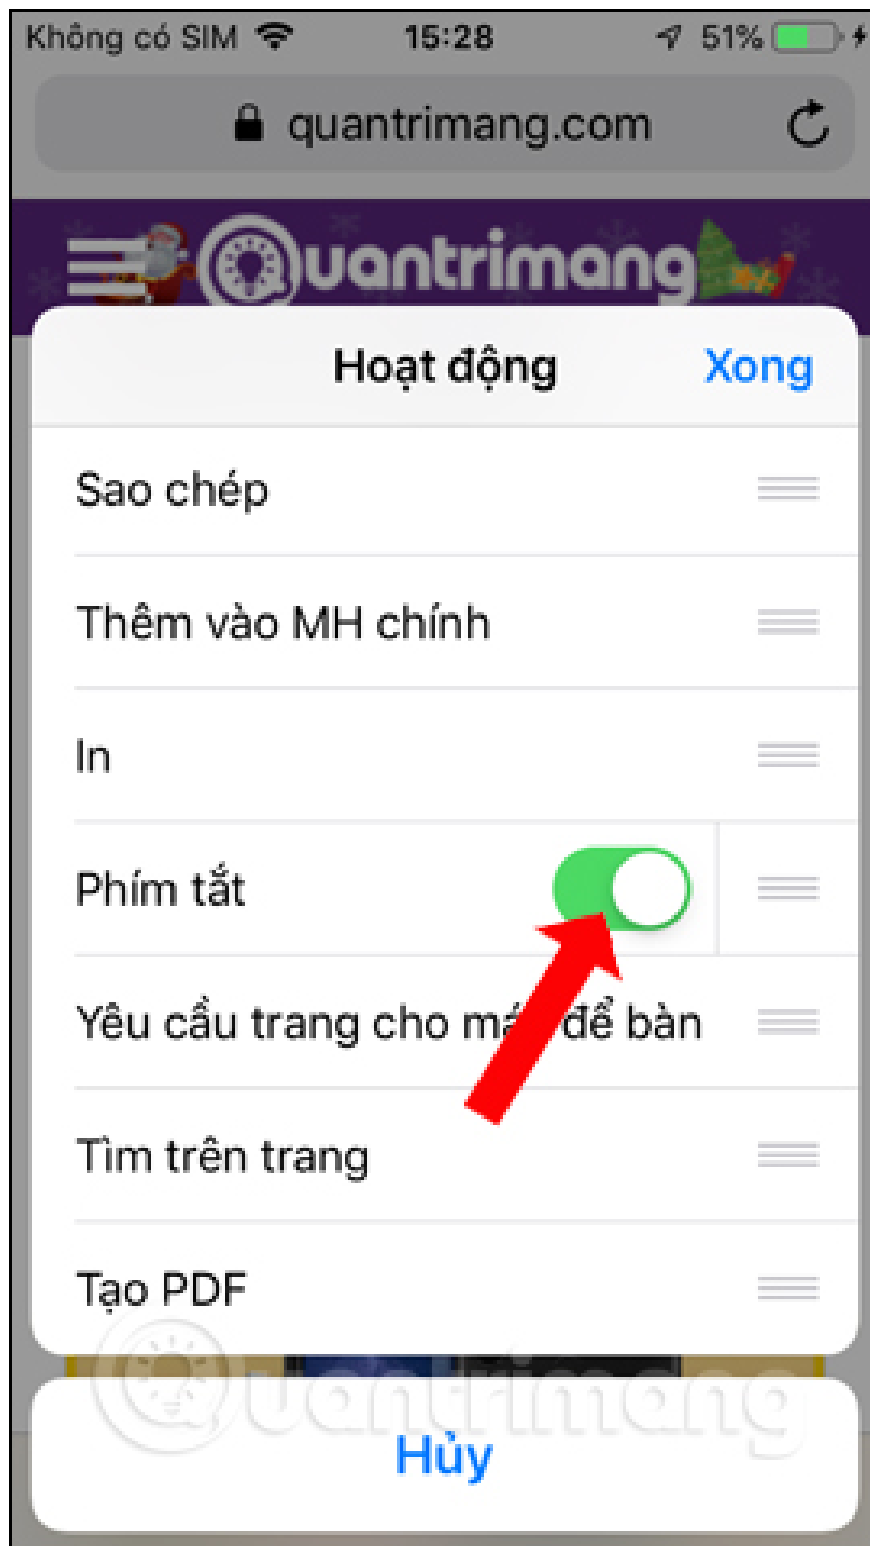 Không có SIM 15:28 51%
quantrimang.com
Quantrimang
Hoạt động Xong
Sao chép
Thêm vào MH chính
In
Phím tắt
Yêu cầu trang cho để bàn
Tìm trên trang
Tạo PDF
Quantrimang
Hủy